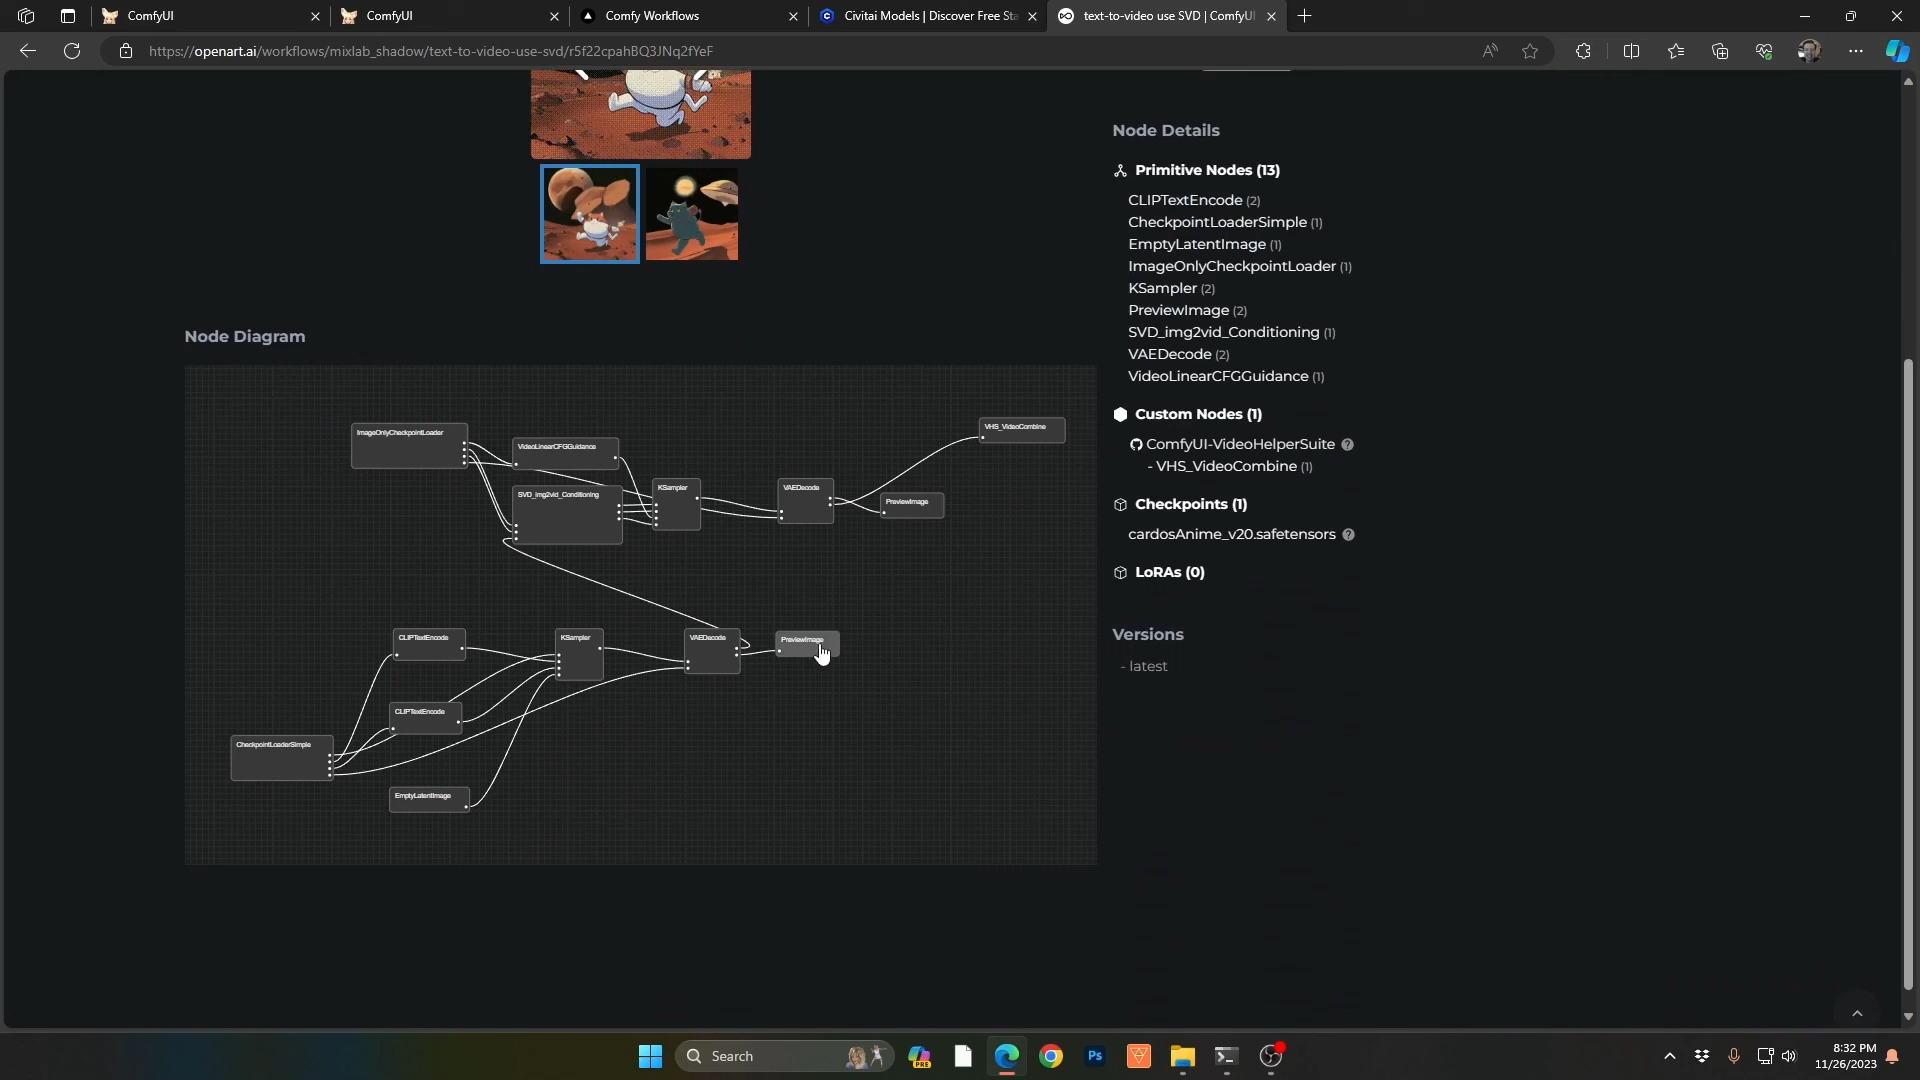 ComfyUI
ComfyUI
Comfy Workflows
Civitai Models | Discover Free Sta
text-to-video use SVD | ComfyUI
https://openart.ai/workflows/mixlab_shadow/text-to-video-use-svd/r5f22cpahBQ3JNq2fYeF
Node Details
Primitive Nodes (13)
CLIPTextEncode (2)
CheckpointLoaderSimple (1)
EmptyLatentImage (1)
ImageOnlyCheckpointLoader (1)
KSampler (2)
PreviewImage (2)
SVD_img2vid_Conditioning (1)
VAEDecode (2)
VideoLinearCFGGuidance (1)
Custom Nodes (1)
ComfyUI-VideoHelperSuite
- VHS_VideoCombine (1)
Checkpoints (1)
cardosAnime_v20.safetensors
LoRAs (0)
Versions
- latest
Node Diagram
ImageOnlyCheckpointLoader
VideoLinearCFGGuidance
SVD_img2vid_Conditioning
KSampler
VAEDecode
PreviewImage
VHS_VideoCombine
CLIPTextEncode
KSampler
VAEDecode
PreviewImage
CLIPTextEncode
CheckpointLoaderSimple
EmptyLatentImage
Search
PRE
Ps
8:32 PM
11/26/2023